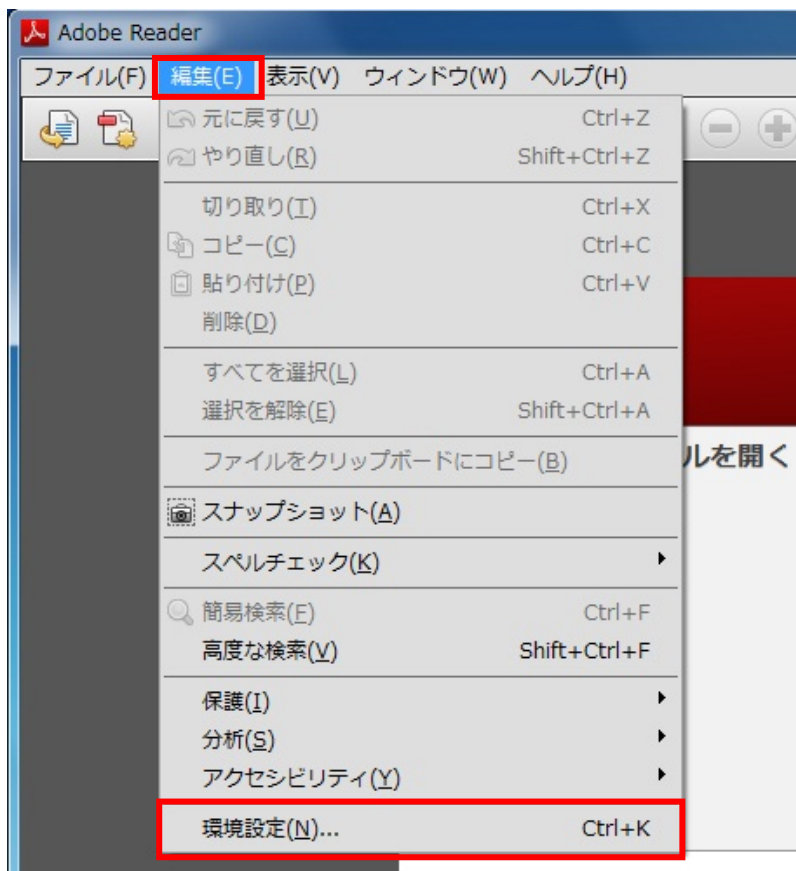 Adobe Reader
ファイル(F) 編集(E) 表示(V) ウィンドウ(W) ヘルプ(H)
元に戻す(U) Ctrl+Z
やり直し(R) Shift+Ctrl+Z
切り取り(T) Ctrl+X
コピー(C) Ctrl+C
貼り付け(P) Ctrl+V
削除(D)
すべてを選択(L) Ctrl+A
選択を解除(E) Shift+Ctrl+A
ファイルをクリップボードにコピー(B)
ルを開く
スナップショット(A)
スペルチェック(K)
簡易検索(F) Ctrl+F
高度な検索(V) Shift+Ctrl+F
保護(I)
分析(S)
アクセシビリティ(Y)
環境設定(N)... Ctrl+K